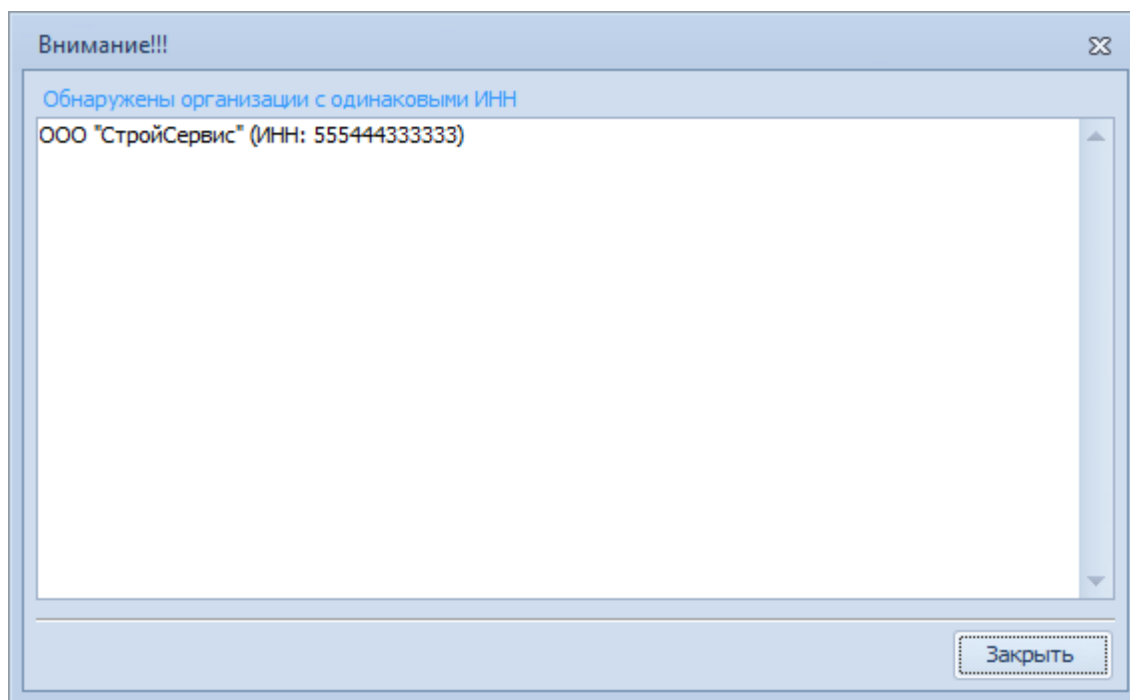 Внимание!!!
Обнаружены организации с одинаковыми ИНН
ООО "СтройСервис" (ИНН: 555444333333)
Закрыть